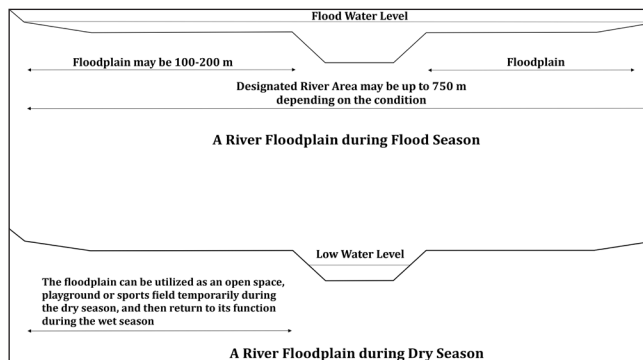 Flood Water Level
Floodplain may be 100-200 m
Floodplain
Designated River Area may be up to 750 m
depending on the condition
A River Floodplain during Flood Season
Low Water Level
The floodplain can be utilized as an open space,
playground or sports field temporarily during
the dry season, and then return to its function
during the wet season
A River Floodplain during Dry Season